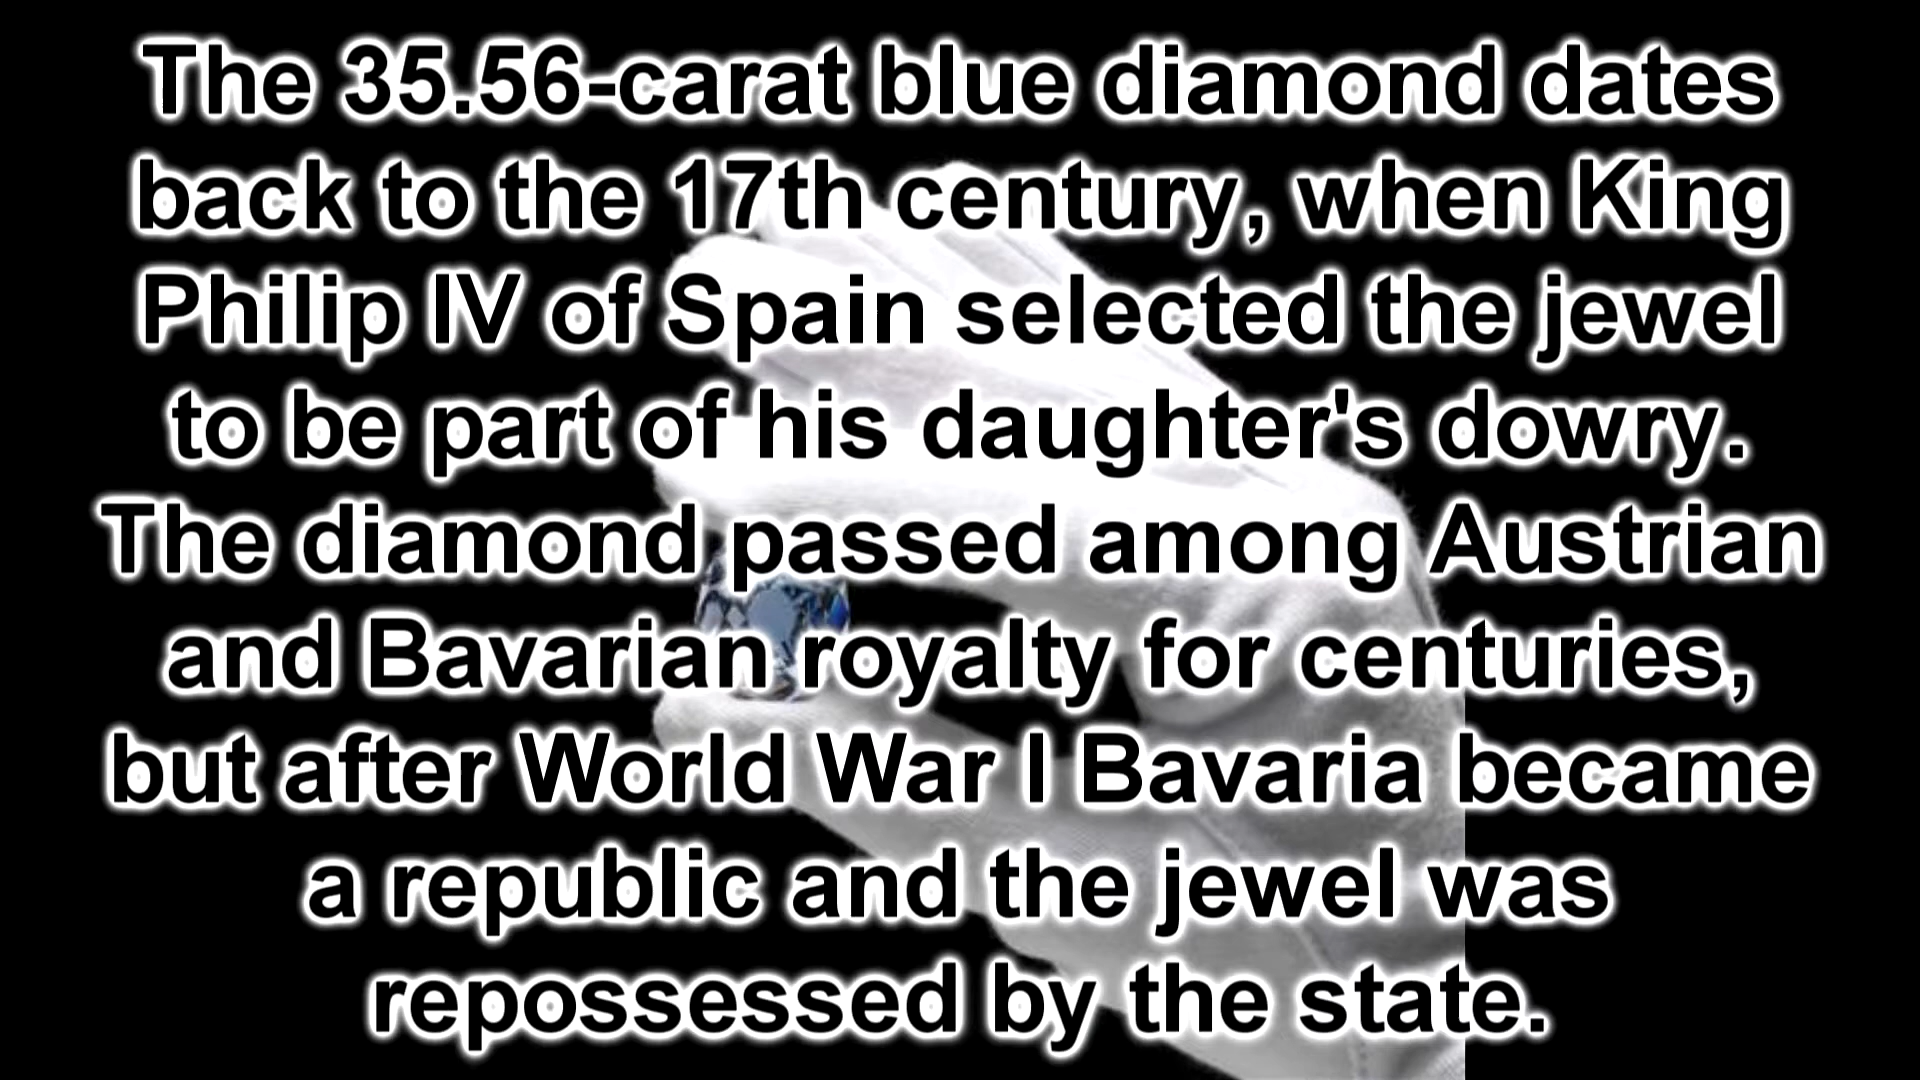 The 35.56-carat blue diamond dates
back to the 17th century, when King
Philip IV of Spain selected the jewel
to be part of his daughter's dowry.
The diamond passed among Austrian
and Bavarian royalty for centuries,
but after World War I Bavaria became
a republic and the jewel was
repossessed by the state.